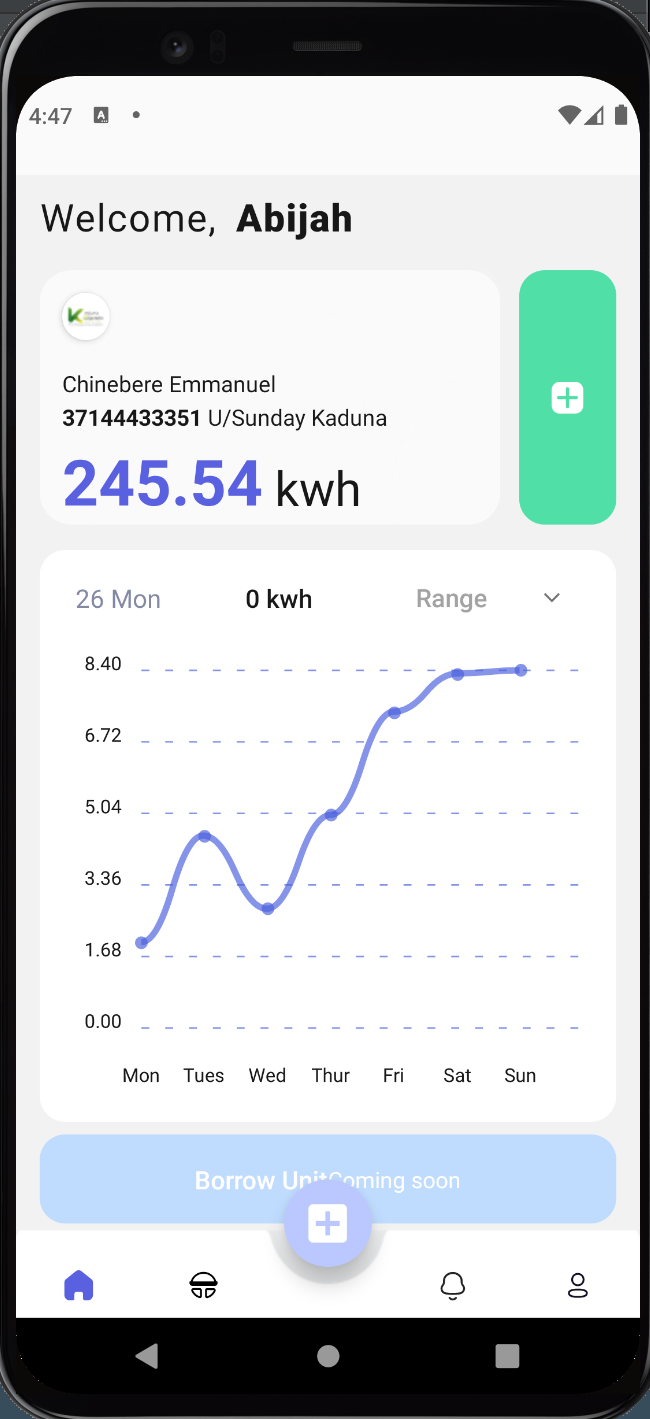 4:47
A
Welcome, Abijah
K
Chinebere Emmanuel
37144433351 U/Sunday Kaduna
245.54 kwh
26 Mon 0 kwh Range
8.40
6.72
5.04
3.36
1.68
0.00
Mon Tues Wed Thur Fri Sat Sun
Borrow Unit Coming soon